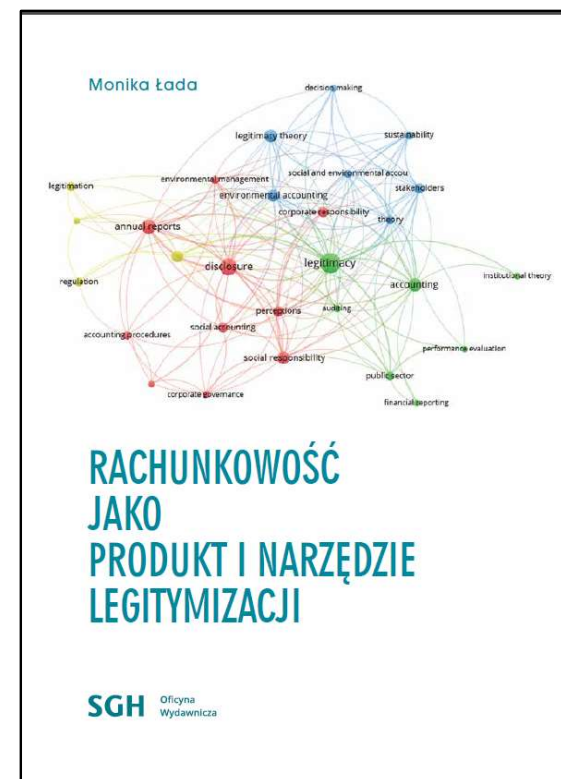 Monika Łada
decision making
legitimacy theory
sustainability
environmental management
social and environmental accou
legitimation
environmental accounting
stakeholders
corporate responsibility
annual reports
theory
disclosure
legitimacy
institutional theory
regulation
accounting
perceptions
auditing
accounting procedures
social accounting
performance evaluation
social responsibility
public sector
corporate governance
financial reporting
RACHUNKOWOŚĆ
JAKO
PRODUKT I NARZĘDZIE
LEGITYMIZACJI
SGH Oficyna
Wydawnicza